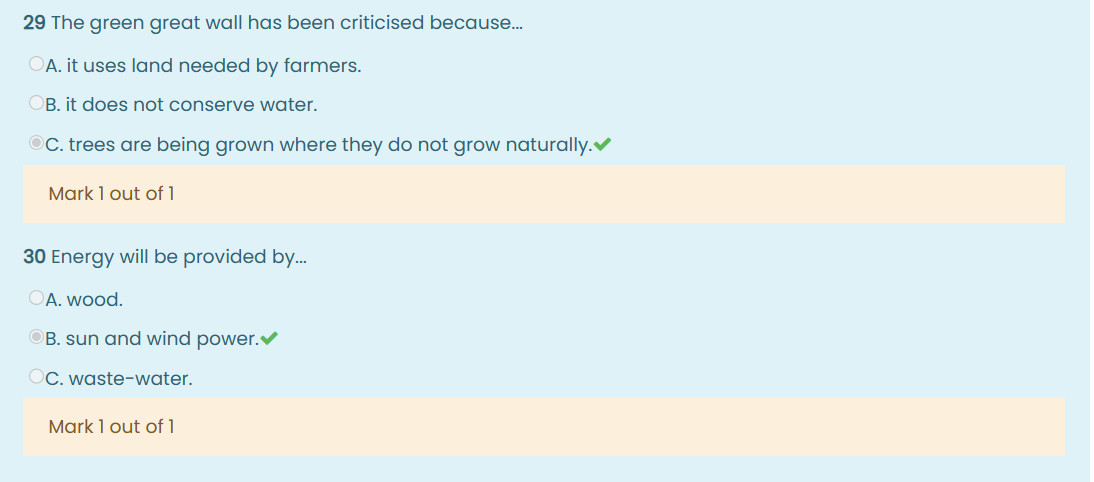 29 The green great wall has been criticised because...
A. it uses land needed by farmers.
B. it does not conserve water.
C. trees are being grown where they do not grow naturally.
Mark 1 out of 1
30 Energy will be provided by...
A. wood.
B. sun and wind power.
C. waste-water.
Mark 1 out of 1